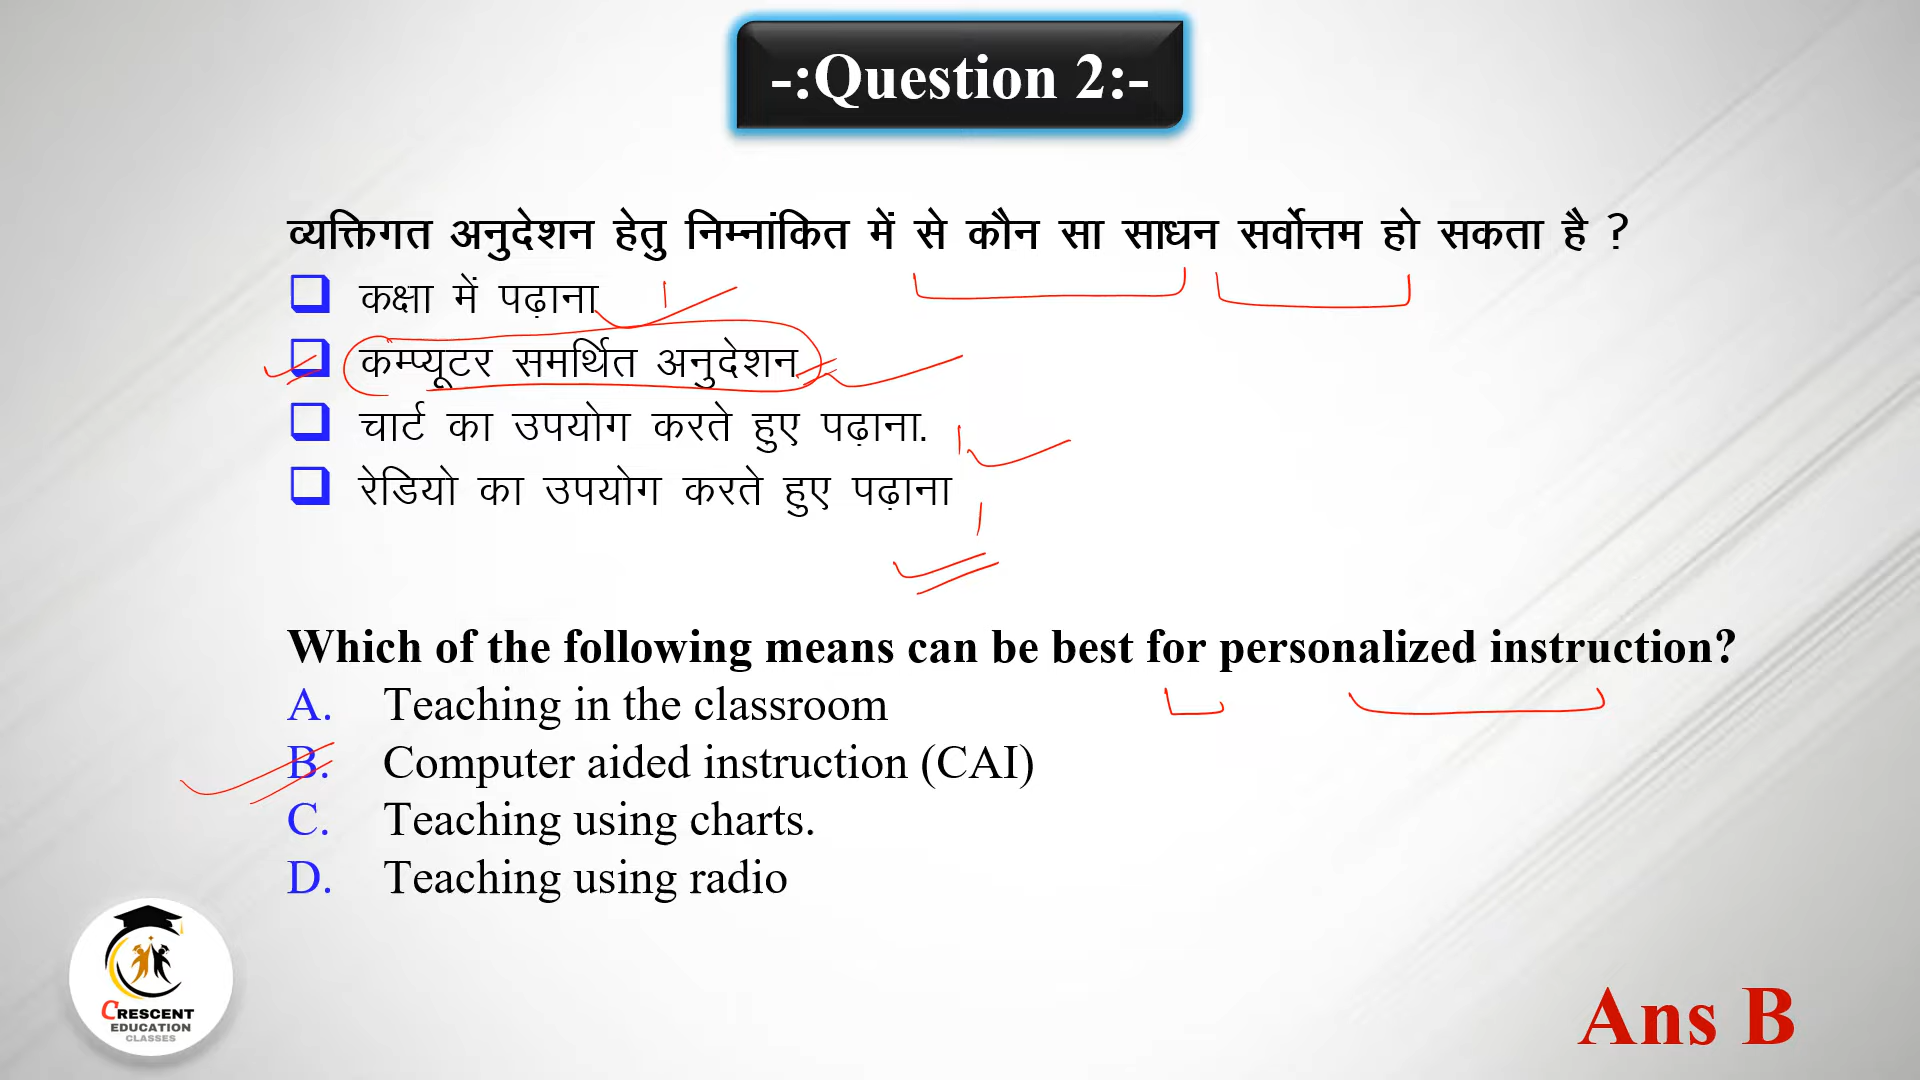 -:Question 2:-
व्यक्तिगत अनुदेशन हेतु निम्नांकित में से कौन सा साधन सर्वोत्तम हो सकता है ?
कक्षा में पढ़ाना
कम्प्यूटर समर्थित अनुदेशन
चार्ट का उपयोग करते हुए पढ़ाना.
रेडियो का उपयोग करते हुए पढ़ाना
Which of the following means can be best for personalized instruction?
A. Teaching in the classroom
B. Computer aided instruction (CAI)
C. Teaching using charts.
D. Teaching using radio
CRESCENT
EDUCATION
CLASSES
Ans B